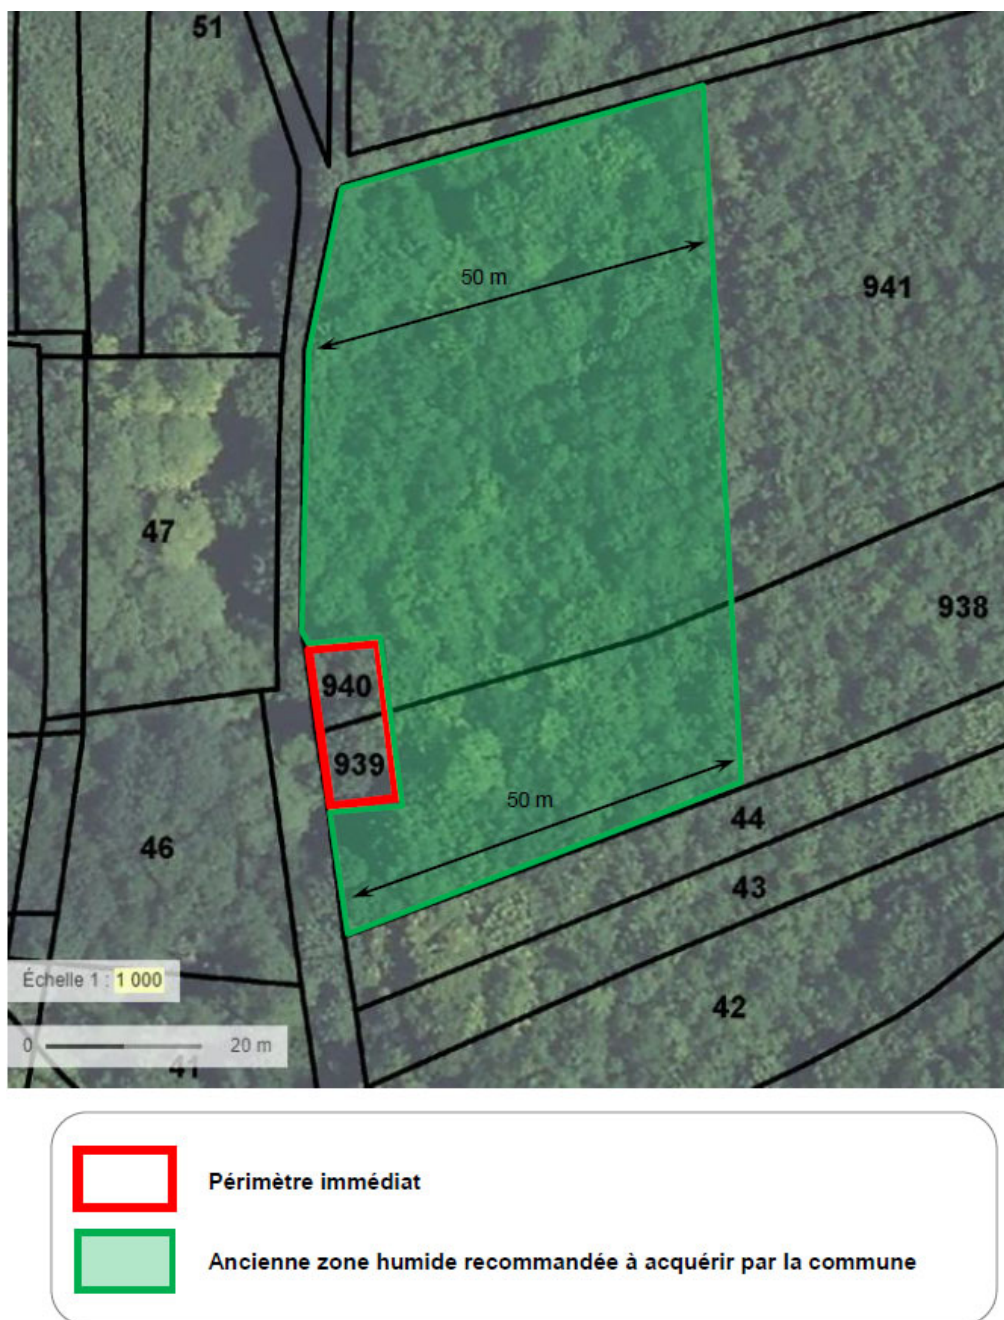 51
50 m
941
47
938
940
939
50 m
44
46
43
Échelle 1 : 1 000
42
0 20 m
41
Périmètre immédiat
Ancienne zone humide recommandée à acquérir par la commune